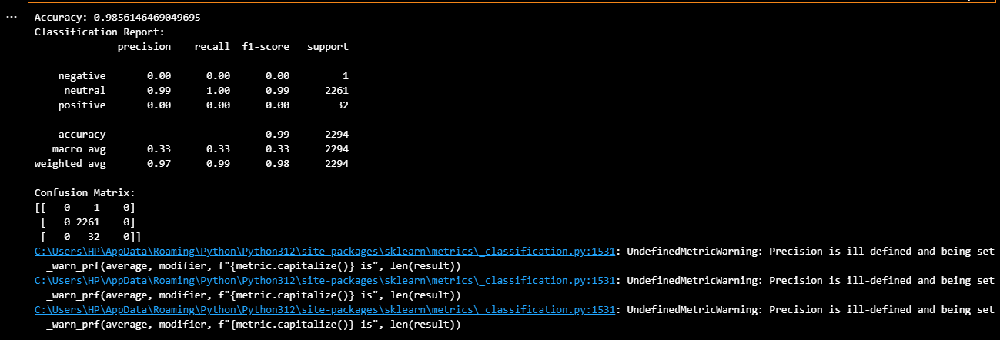 ...
Accuracy: 0.9856146469049695
Classification Report:
              precision    recall  f1-score   support

    negative       0.00      0.00      0.00         1
     neutral       0.99      1.00      0.99      2261
    positive       0.00      0.00      0.00        32

    accuracy                           0.99      2294
   macro avg       0.33      0.33      0.33      2294
weighted avg       0.97      0.99      0.98      2294

Confusion Matrix:
[[   0    1    0]
 [   0 2261    0]
 [   0   32    0]]
C:\Users\HP\AppData\Roaming\Python\Python312\site-packages\sklearn\metrics\_classification.py:1531: UndefinedMetricWarning: Precision is ill-defined and being set
  _warn_prf(average, modifier, f"{metric.capitalize()} is", len(result))
C:\Users\HP\AppData\Roaming\Python\Python312\site-packages\sklearn\metrics\_classification.py:1531: UndefinedMetricWarning: Precision is ill-defined and being set
  _warn_prf(average, modifier, f"{metric.capitalize()} is", len(result))
C:\Users\HP\AppData\Roaming\Python\Python312\site-packages\sklearn\metrics\_classification.py:1531: UndefinedMetricWarning: Precision is ill-defined and being set
  _warn_prf(average, modifier, f"{metric.capitalize()} is", len(result))